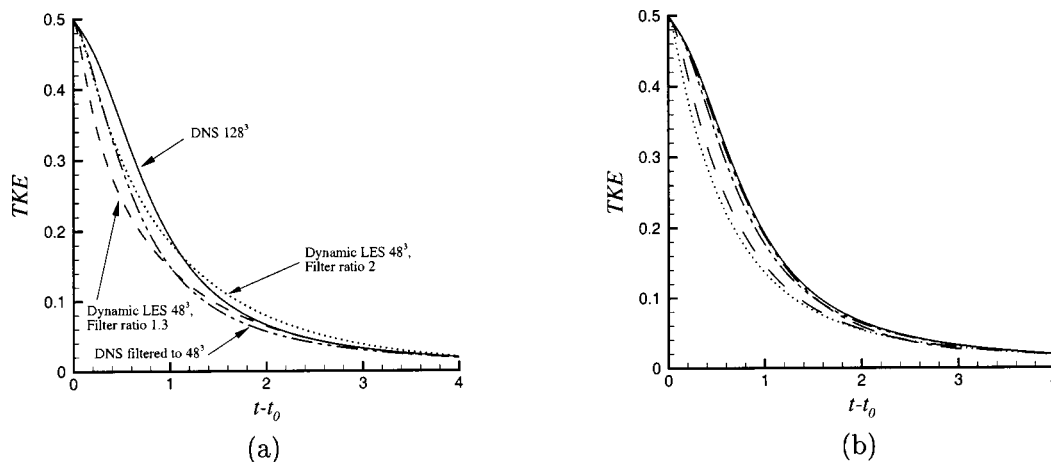 0.5
0.4
0.3
0.2
0.1
0
TKE
DNS 128³
Dynamic LES 48³,
Filter ratio 2
Dynamic LES 48³,
Filter ratio 1.3
DNS filtered to 48³
0 1 2 3 4
t-t₀
(a)
0.5
0.4
0.3
0.2
0.1
0
TKE
0 1 2 3 4
t-t₀
(b)